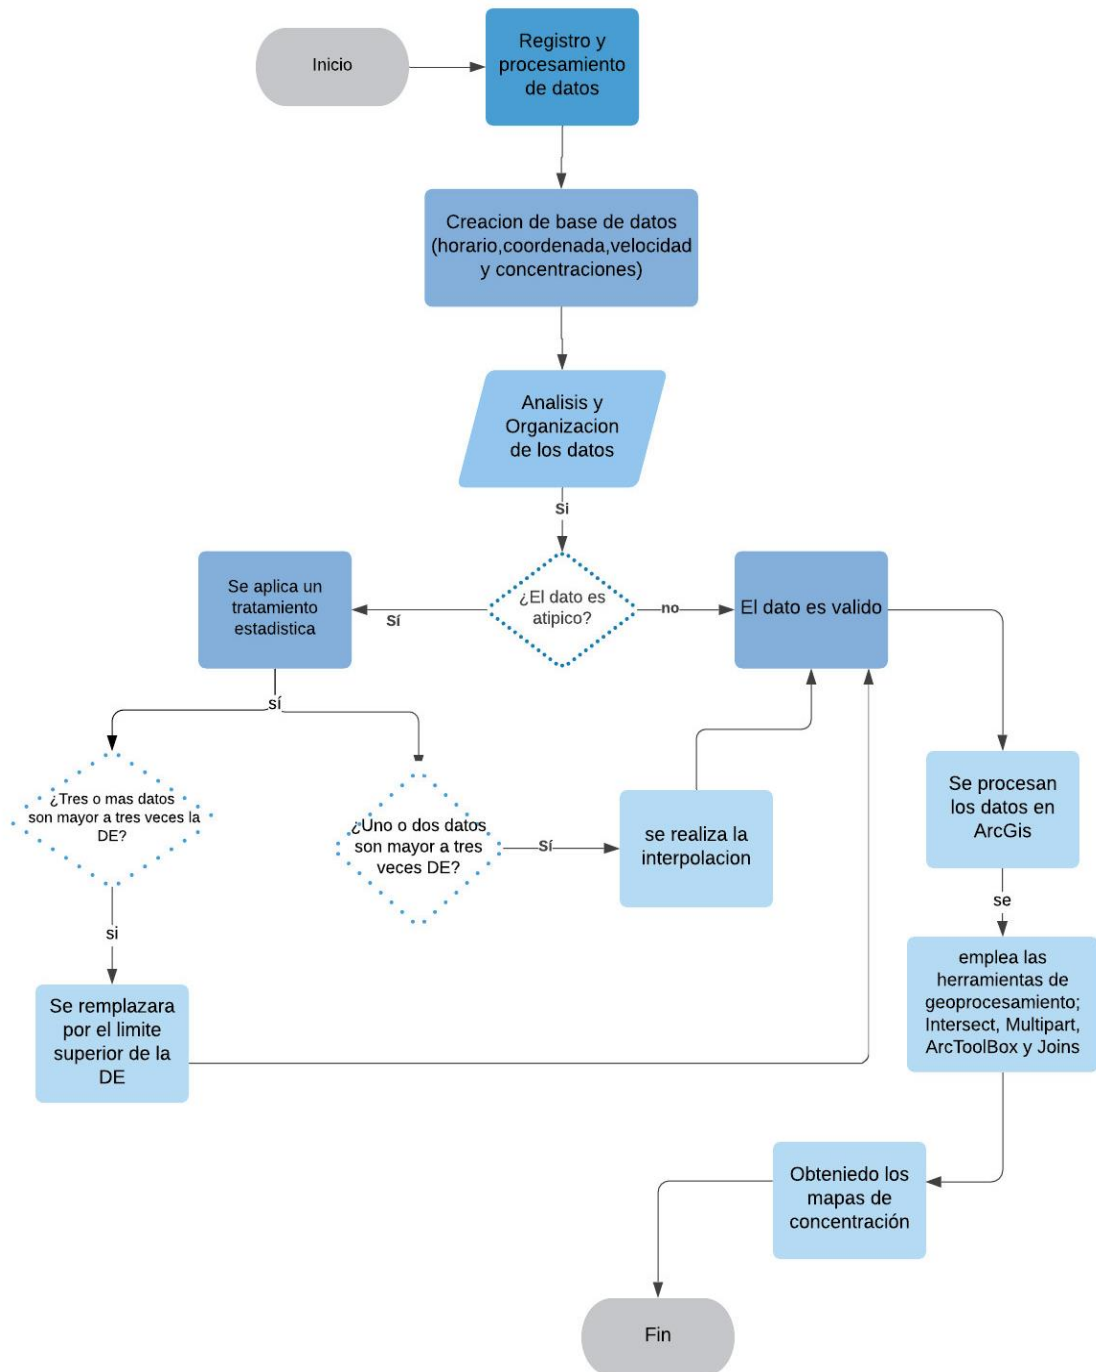 Inicio
Registro y
procesamiento
de datos
Creacion de base de datos
(horario,coordenada,velocidad
y concentraciones)
Analisis y
Organizacion
de los datos
Si
¿El dato es
atipico?
Sí
no
Se aplica un
tratamiento
estadistica
El dato es valido
sí
¿Tres o mas datos
son mayor a tres veces la
DE?
¿Uno o dos datos
son mayor a tres
veces DE?
Sí
se realiza la
interpolacion
Se procesan
los datos en
ArcGis
si
se
Se remplazara
por el limite
superior de la
DE
emplea las
herramientas de
geoprocesamiento;
Intersect, Multipart,
ArcToolBox y Joins
Obteniedo los
mapas de
concentración
Fin